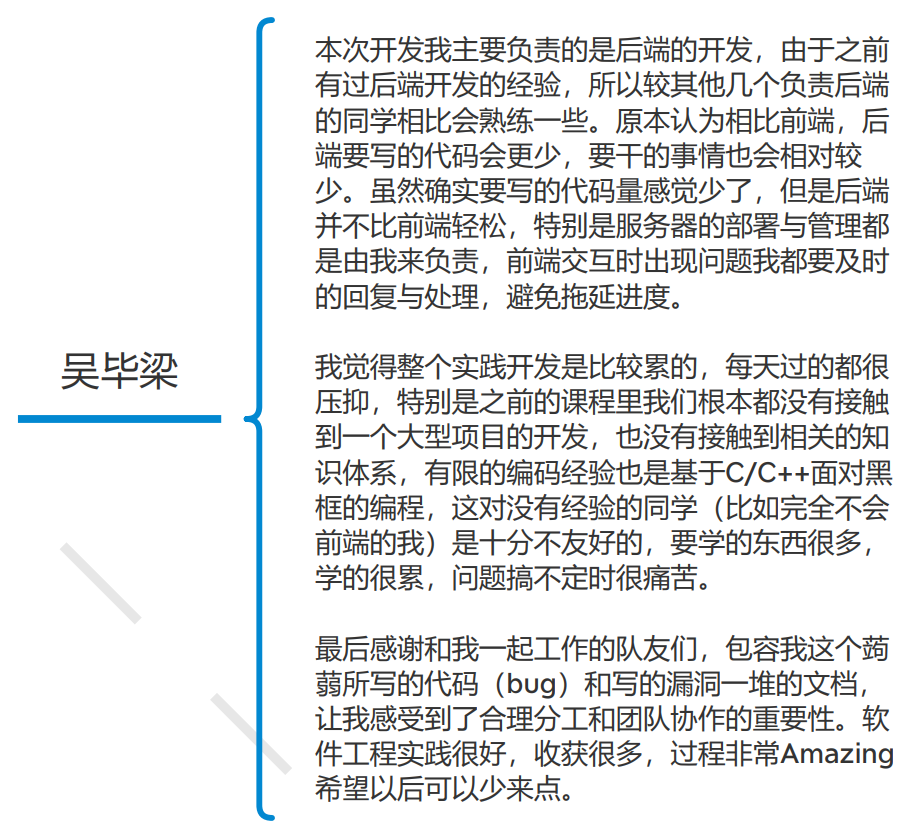 吴毕梁
本次开发我主要负责的是后端的开发，由于之前
有过后端开发的经验，所以较其他几个负责后端
的同学相比会熟练一些。原本认为相比前端，后
端要写的代码会更少，要干的事情也会相对较
少。虽然确实要写的代码量感觉少了，但是后端
并不比前端轻松，特别是服务器的部署与管理都
是由我来负责，前端交互时出现问题我都要及时
的回复与处理，避免拖延进度。
我觉得整个实践开发是比较累的，每天过的都很
压抑，特别是之前的课程里我们根本都没有接触
到一个大型项目的开发，也没有接触到相关的知
识体系，有限的编码经验也是基于C/C++面对黑
框的编程，这对没有经验的同学（比如完全不会
前端的我）是十分不友好的，要学的东西很多，
学的很累，问题搞不定时很痛苦。
最后感谢和我一起工作的队友们，包容我这个蒟
蒻所写的代码（bug）和写的漏洞一堆的文档，
让我感受到了合理分工和团队协作的重要性。软
件工程实践很好，收获很多，过程非常Amazing
希望以后可以少来点。